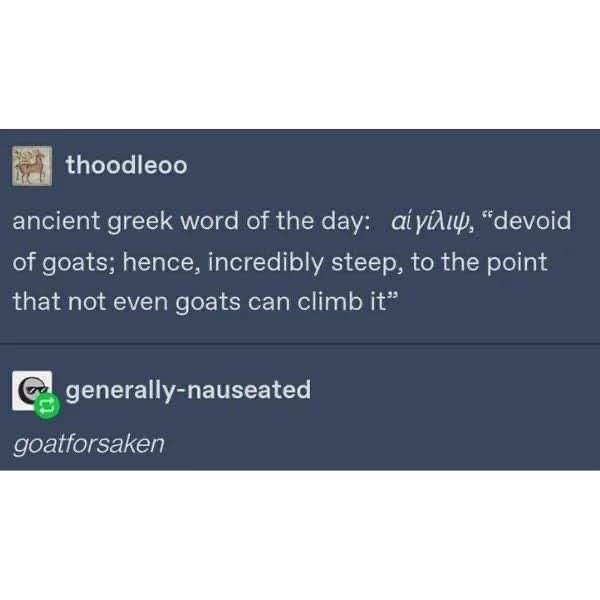 thoodleoo
ancient greek word of the day: αἰγίλιψ, “devoid
of goats; hence, incredibly steep, to the point
that not even goats can climb it”
generally-nauseated
goatforsaken